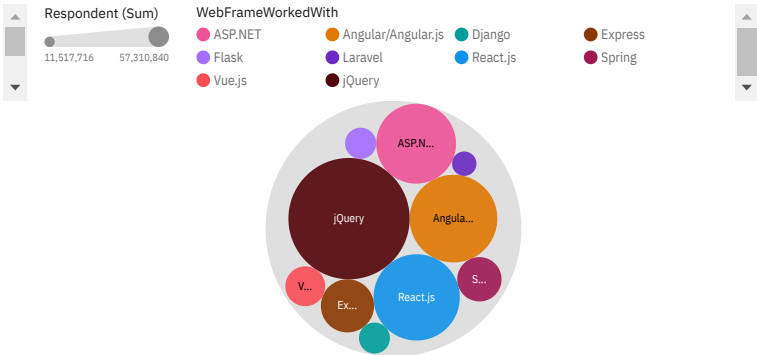 Respondent (Sum)
11,517,716 57,310,840
WebFrameWorkedWith
ASP.NET Angular/Angular.js Django Express
Flask Laravel React.js Spring
Vue.js jQuery
ASP.N...
jQuery
Angula...
S...
V...
React.js
Ex...